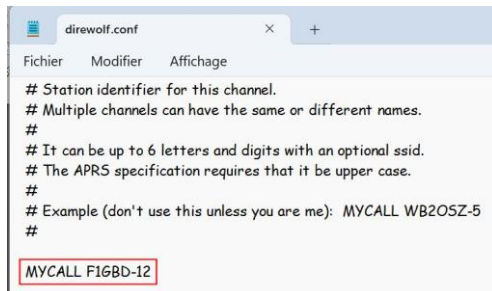 direwolf.conf
Fichier Modifier Affichage
# Station identifier for this channel.
# Multiple channels can have the same or different names.
#
# It can be up to 6 letters and digits with an optional ssid.
# The APRS specification requires that it be upper case.
#
# Example (don't use this unless you are me): MYCALL WB2OSZ-5
#
MYCALL F1GBD-12